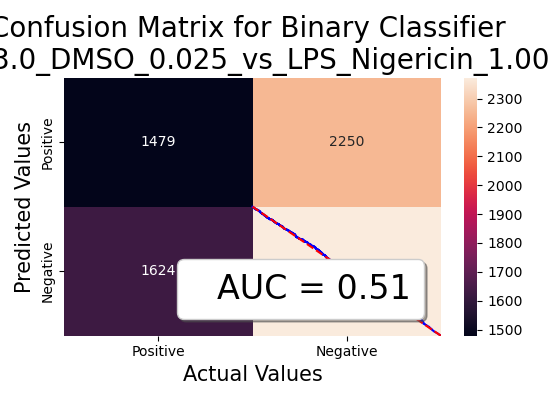 Confusion Matrix for Binary Classifier
3.0_DMSO_0.025_vs_LPS_Nigericin_1.00
Predicted Values
Positive
Negative
1479
2250
1624
AUC = 0.51
Positive
Negative
Actual Values
2300
2200
2100
2000
1900
1800
1700
1600
1500